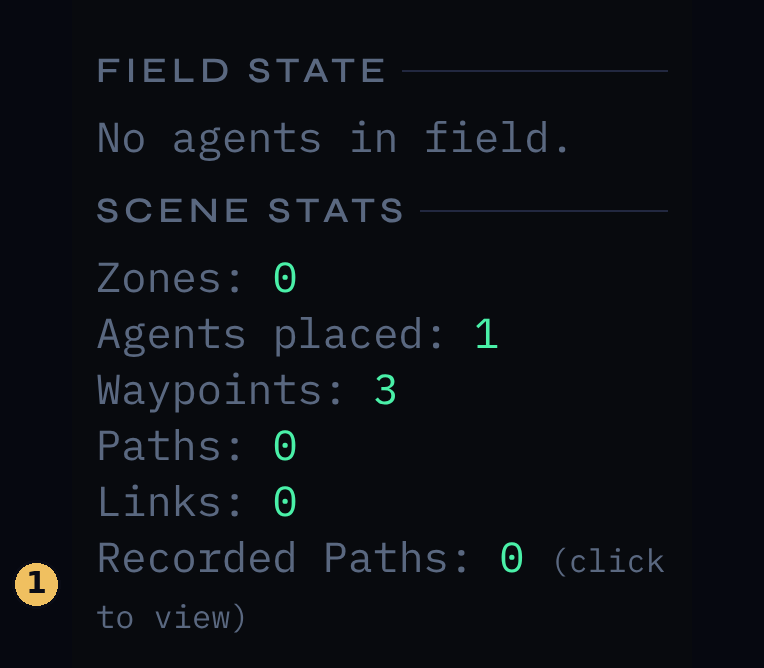 FIELD STATE
No agents in field.
SCENE STATS
Zones: 0
Agents placed: 1
Waypoints: 3
Paths: 0
Links: 0
Recorded Paths: 0 (click
to view)
1